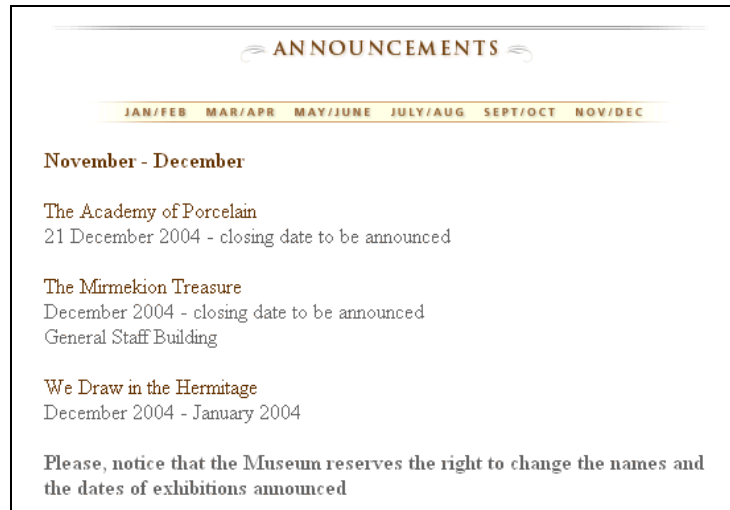 ANNOUNCEMENTS
JAN/FEB MAR/APR MAY/JUNE JULY/AUG SEPT/OCT NOV/DEC
November - December
The Academy of Porcelain
21 December 2004 - closing date to be announced
The Mirmekion Treasure
December 2004 - closing date to be announced
General Staff Building
We Draw in the Hermitage
December 2004 - January 2004
Please, notice that the Museum reserves the right to change the names and
the dates of exhibitions announced